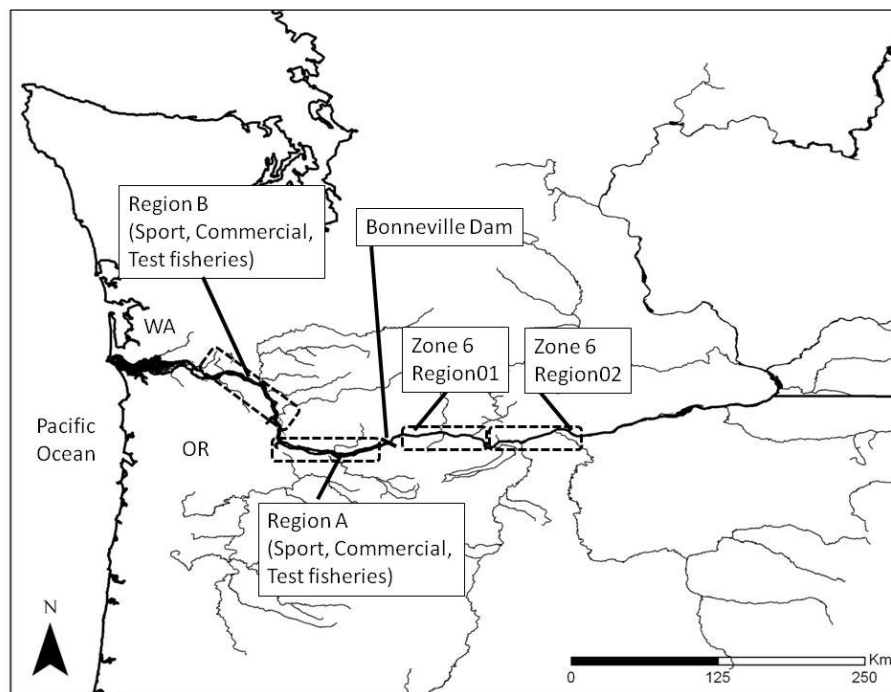 Region B
(Sport, Commercial,
Test fisheries)
Bonneville Dam
WA
Zone 6
Region01
Zone 6
Region02
Pacific
Ocean
OR
Region A
(Sport, Commercial,
Test fisheries)
N
Km
0
125
250